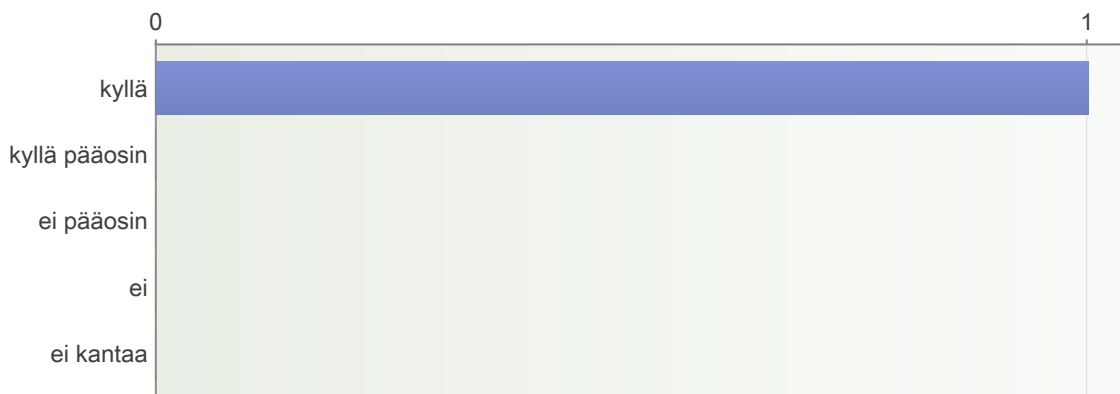 0 1
kyllä
kyllä pääosin
ei pääosin
ei
ei kantaa